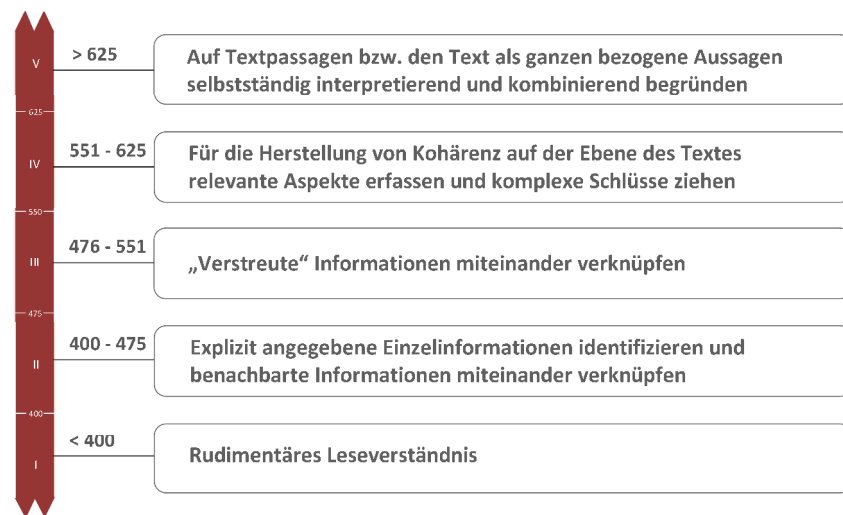 V
> 625
Auf Textpassagen bzw. den Text als ganzen bezogene Aussagen
selbstständig interpretierend und kombinierend begründen
625
IV
551 - 625
Für die Herstellung von Kohärenz auf der Ebene des Textes
relevante Aspekte erfassen und komplexe Schlüsse ziehen
550
III
476 - 551
„Verstreute“ Informationen miteinander verknüpfen
475
II
400 - 475
Explizit angegebene Einzelinformationen identifizieren und
benachbarte Informationen miteinander verknüpfen
400
I
< 400
Rudimentäres Leseverständnis